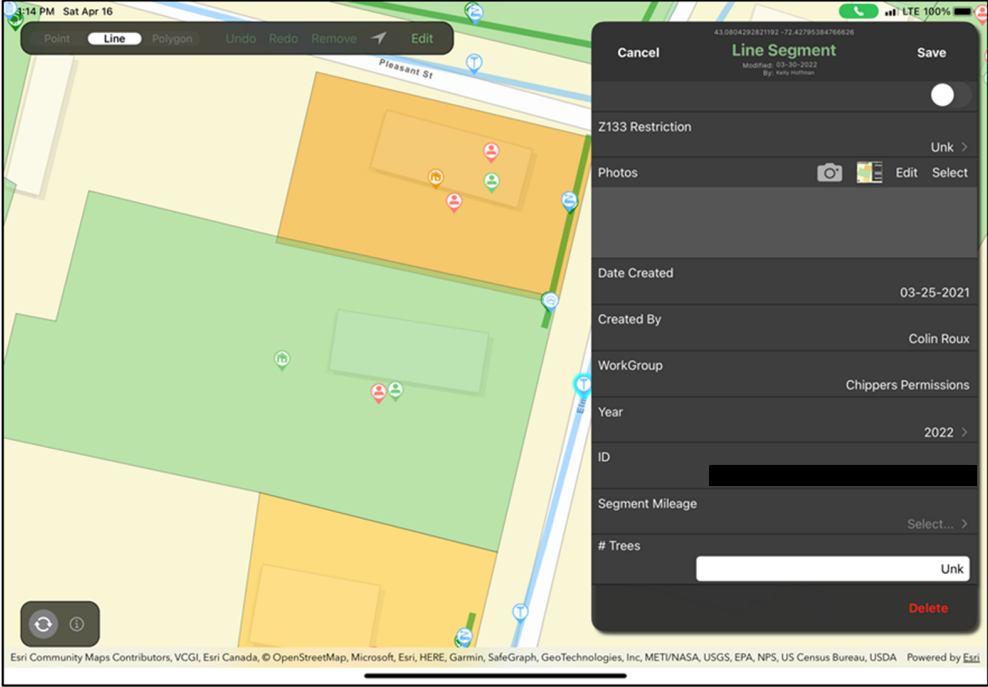 1:14 PM Sat Apr 16
LTE 100%
Point Line Polygon Undo Redo Remove Edit
Pleasant St
43.0804292821192 -72.42795384766626
Cancel Line Segment Save
Modified: 03-30-2022
By: Kelly Hoffman
Z133 Restriction
Unk
Photos Edit Select
Date Created
03-25-2021
Created By
Colin Roux
WorkGroup
Chippers Permissions
Year
2022
ID
Segment Mileage
Select...
# Trees
Unk
Delete
Esri Community Maps Contributors, VCGI, Esri Canada, © OpenStreetMap, Microsoft, Esri, HERE, Garmin, SafeGraph, GeoTechnologies, Inc, METI/NASA, USGS, EPA, NPS, US Census Bureau, USDA Powered by Esri